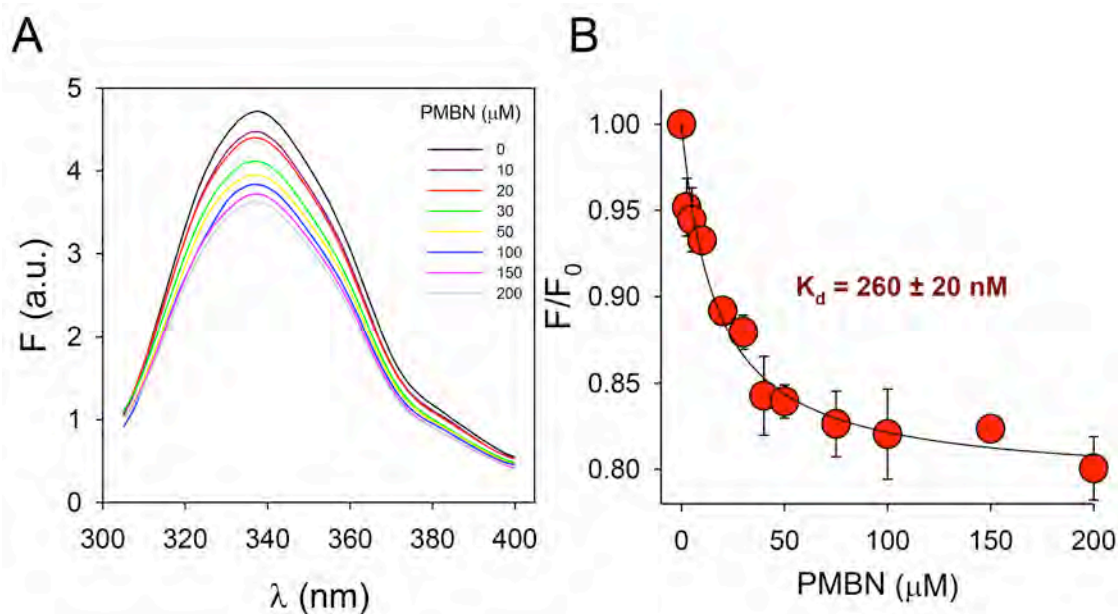 A
F (a.u.)
5
4
3
2
1
0
PMBN (μM)
0
10
20
30
50
100
150
200
300 320 340 360 380 400
λ (nm)
B
F/F0
1.00
0.95
0.90
0.85
0.80
Kd = 260 ± 20 nM
0 50 100 150 200
PMBN (μM)